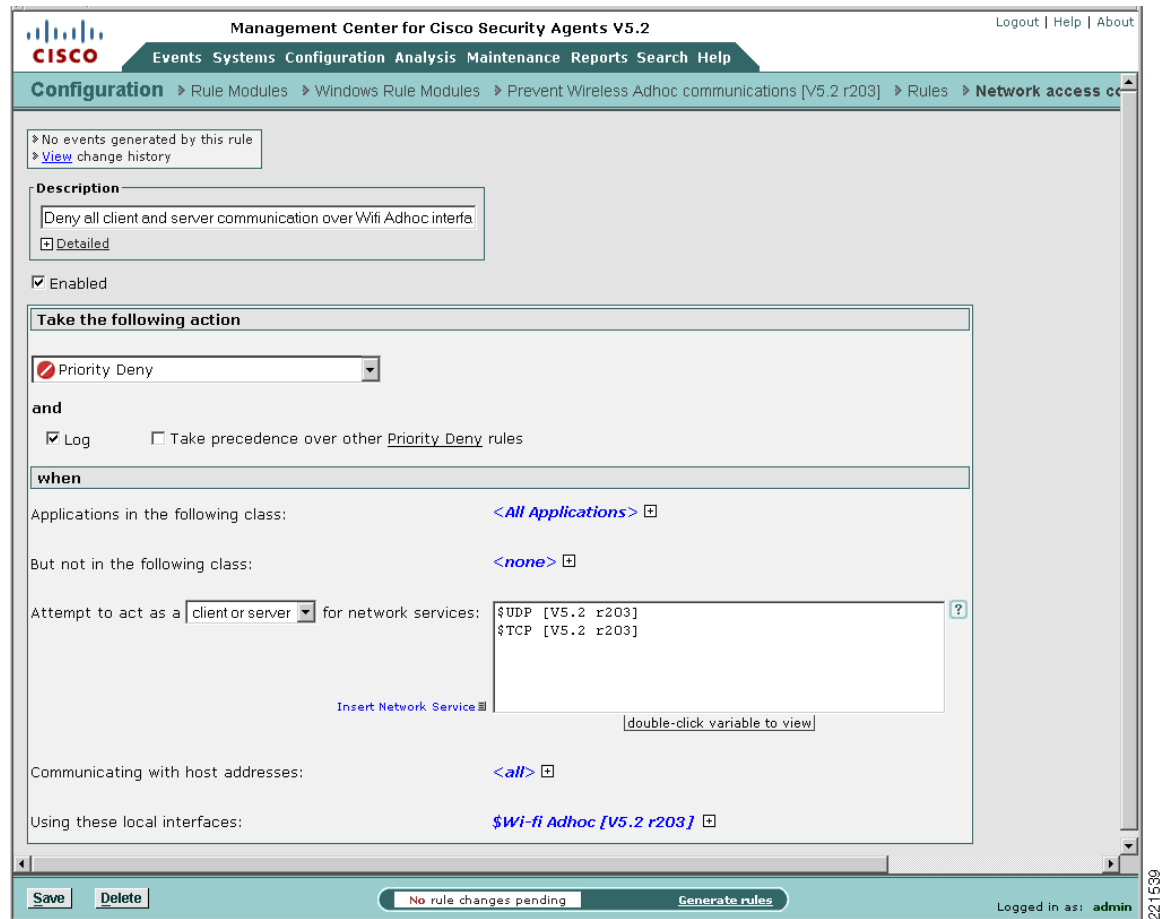 Management Center for Cisco Security Agents V5.2
Logout | Help | About
CISCO
Events Systems Configuration Analysis Maintenance Reports Search Help
Configuration > Rule Modules > Windows Rule Modules > Prevent Wireless Adhoc communications [V5.2 r203] > Rules > Network access co
> No events generated by this rule
> View change history
Description
Deny all client and server communication over Wifi Adhoc interfa
+ Detailed
Enabled
Take the following action
Priority Deny
and
Log Take precedence over other Priority Deny rules
when
Applications in the following class: <All Applications> +
But not in the following class: <none> +
Attempt to act as a client or server for network services: $UDP [V5.2 r203] ?
$TCP [V5.2 r203]
Insert Network Service
double-click variable to view
Communicating with host addresses: <all> +
Using these local interfaces: $Wi-fi Adhoc [V5.2 r203] +
Save Delete No rule changes pending Generate rules Logged in as: admin
221539